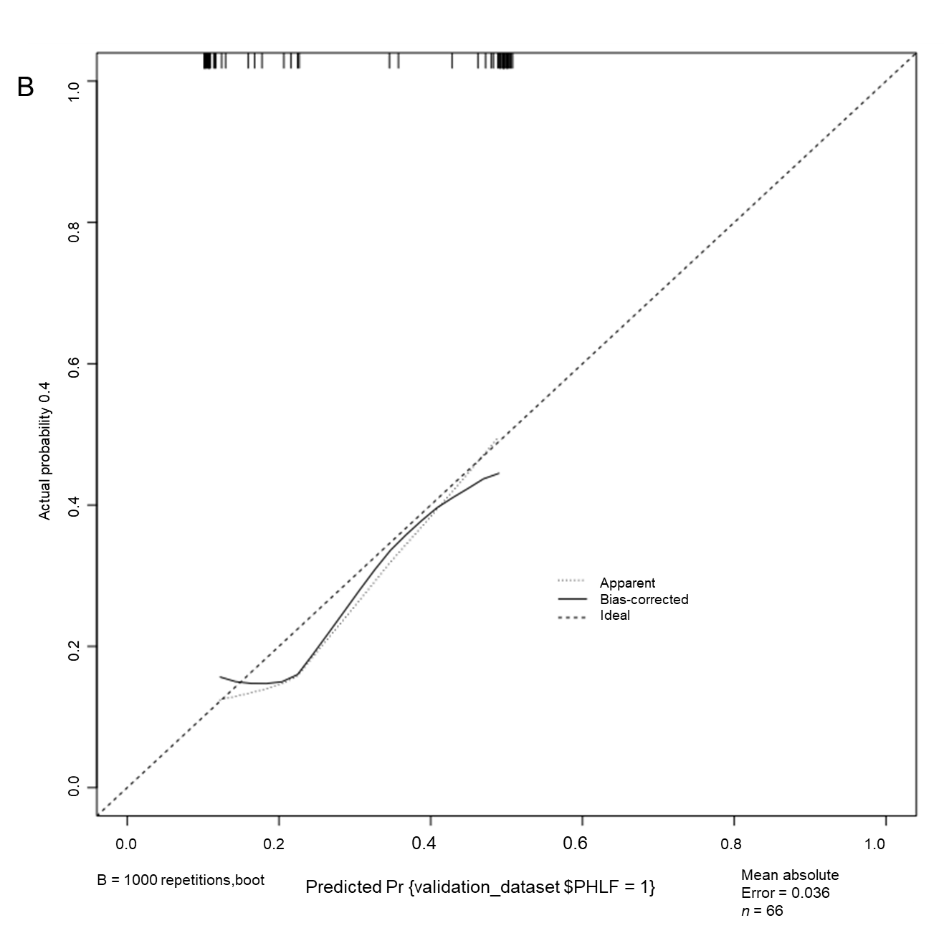 B
1.0
0.8
0.6
0.4
0.2
0.0
Actual probability 0.4
Apparent
Bias-corrected
Ideal
0.0 0.2 0.4 0.6 0.8 1.0
B = 1000 repetitions,boot
Predicted Pr {validation_dataset $PHLF = 1}
Mean absolute
Error = 0.036
n = 66